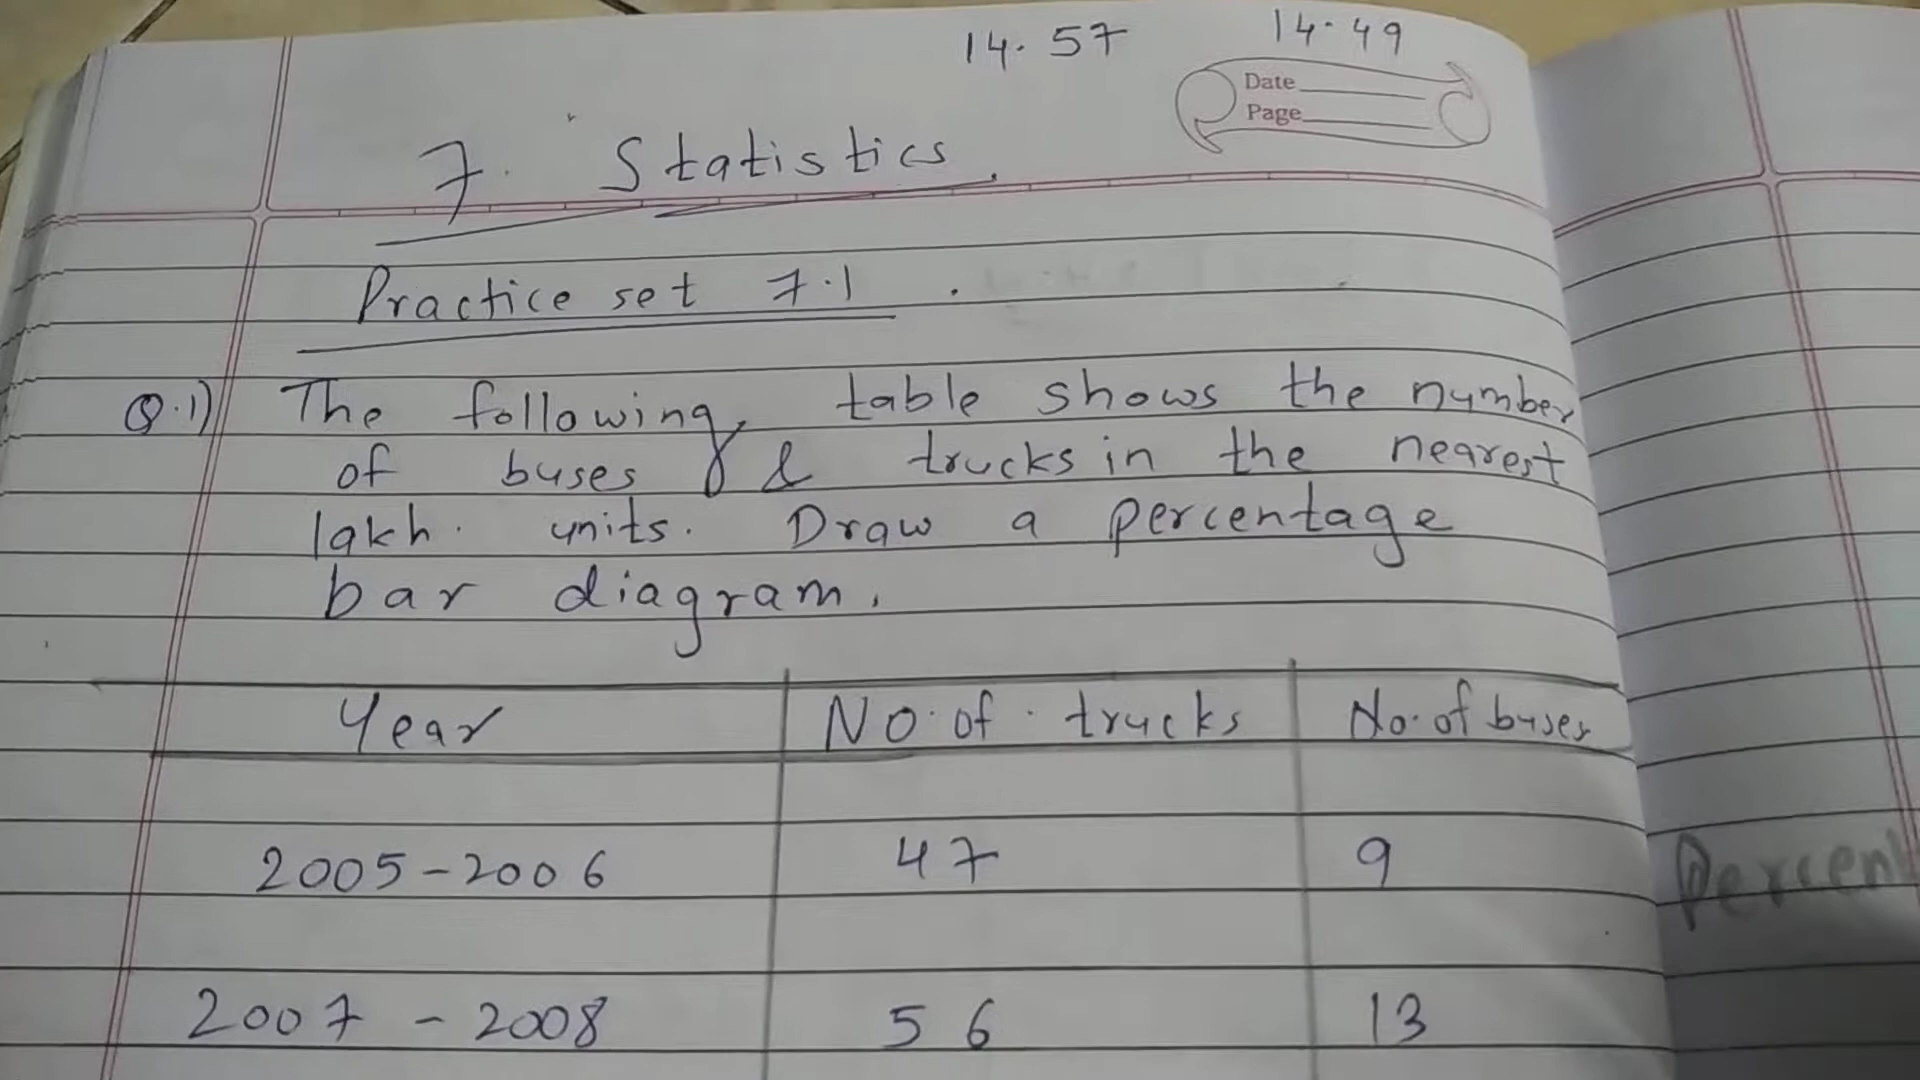 14.57 14.49
Date
Page
7. Statistics.
Practice set 7.1.
Q.1) The following, table shows the number
of buses & trucks in the nearest
lakh. units. Draw a percentage
bar diagram.
Year No. of trucks No. of buses
2005-2006 47 9
Percen
2007-2008 56 13